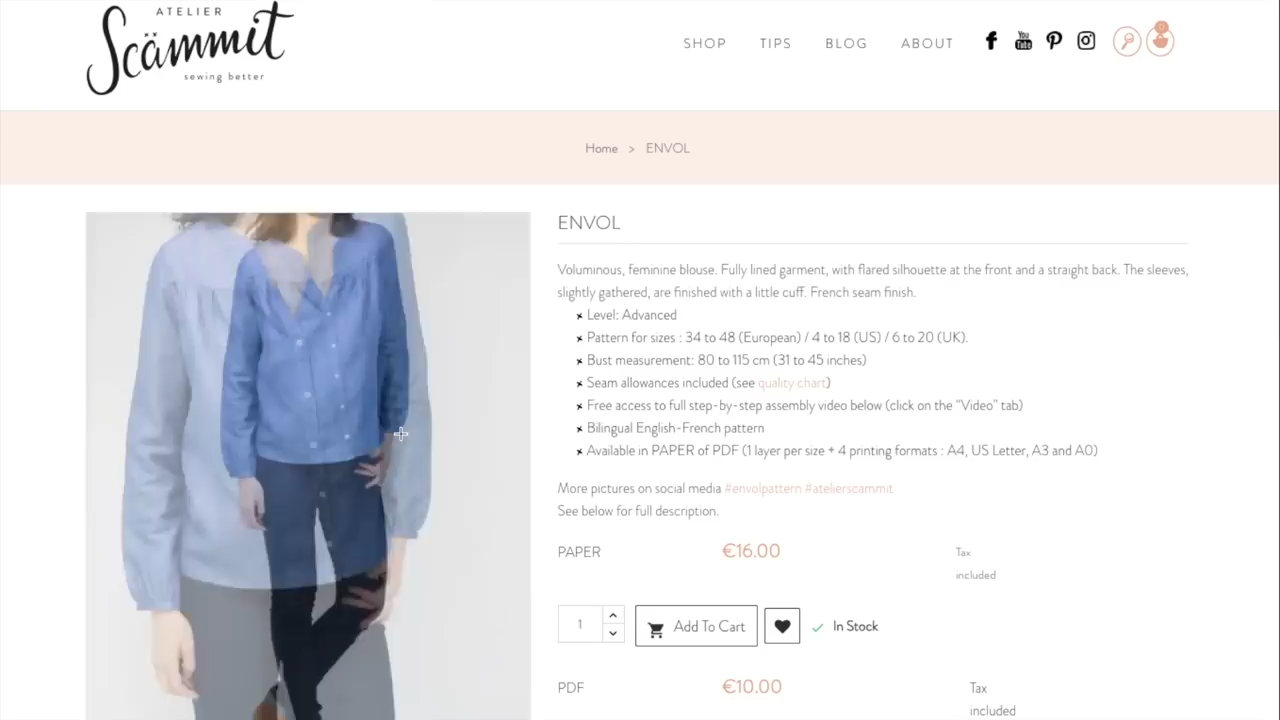 ATELIER
Scämmit
sewing better
SHOP TIPS BLOG ABOUT
You
Tube
0
Home > ENVOL
ENVOL
Voluminous, feminine blouse. Fully lined garment, with flared silhouette at the front and a straight back. The sleeves,
slightly gathered, are finished with a little cuff. French seam finish.
Level: Advanced
Pattern for sizes : 34 to 48 (European) / 4 to 18 (US) / 6 to 20 (UK).
Bust measurement: 80 to 115 cm (31 to 45 inches)
Seam allowances included (see quality chart)
Free access to full step-by-step assembly video below (click on the "Video" tab)
Bilingual English-French pattern
Available in PAPER of PDF (1 layer per size + 4 printing formats : A4, US Letter, A3 and A0)
More pictures on social media #envolpattern #atelierscammit
See below for full description.
PAPER €16.00 Tax
included
1 Add To Cart In Stock
PDF €10.00 Tax
included